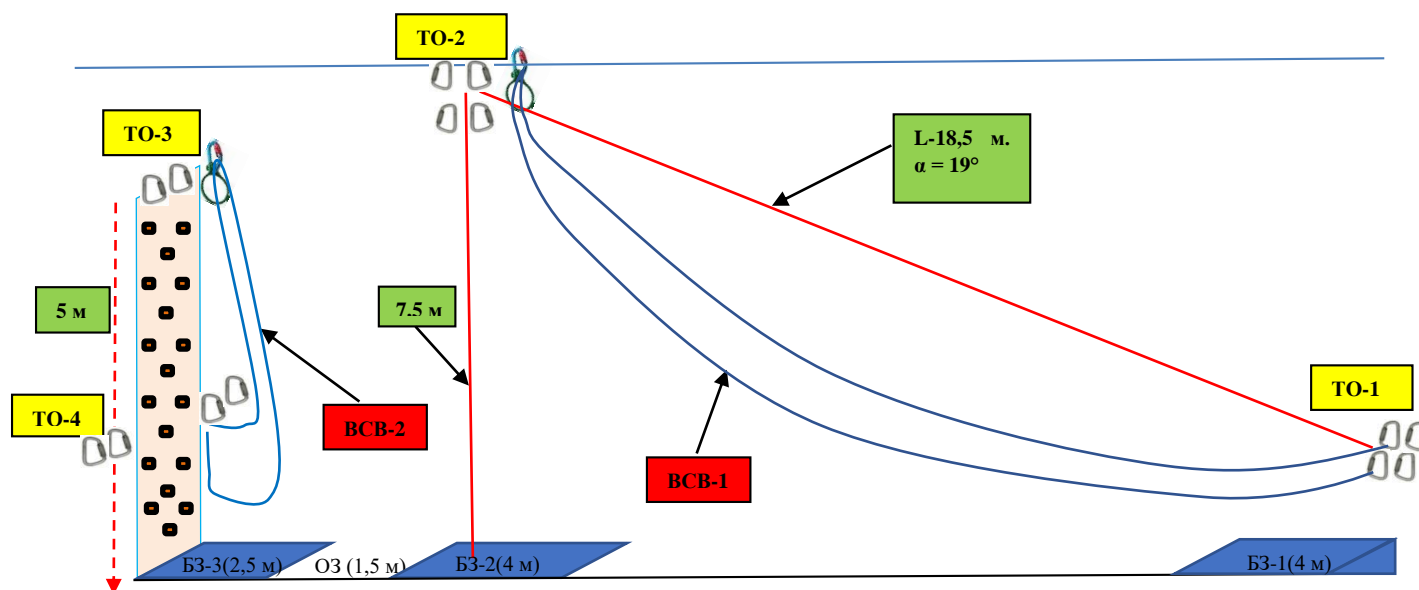 ТО-2
ТО-3
L-18,5 м.
α = 19°
5 м
7.5 м
ТО-1
ТО-4
ВСВ-2
ВСВ-1
БЗ-3(2,5 м)
ОЗ (1,5 м)
БЗ-2(4 м)
БЗ-1(4 м)